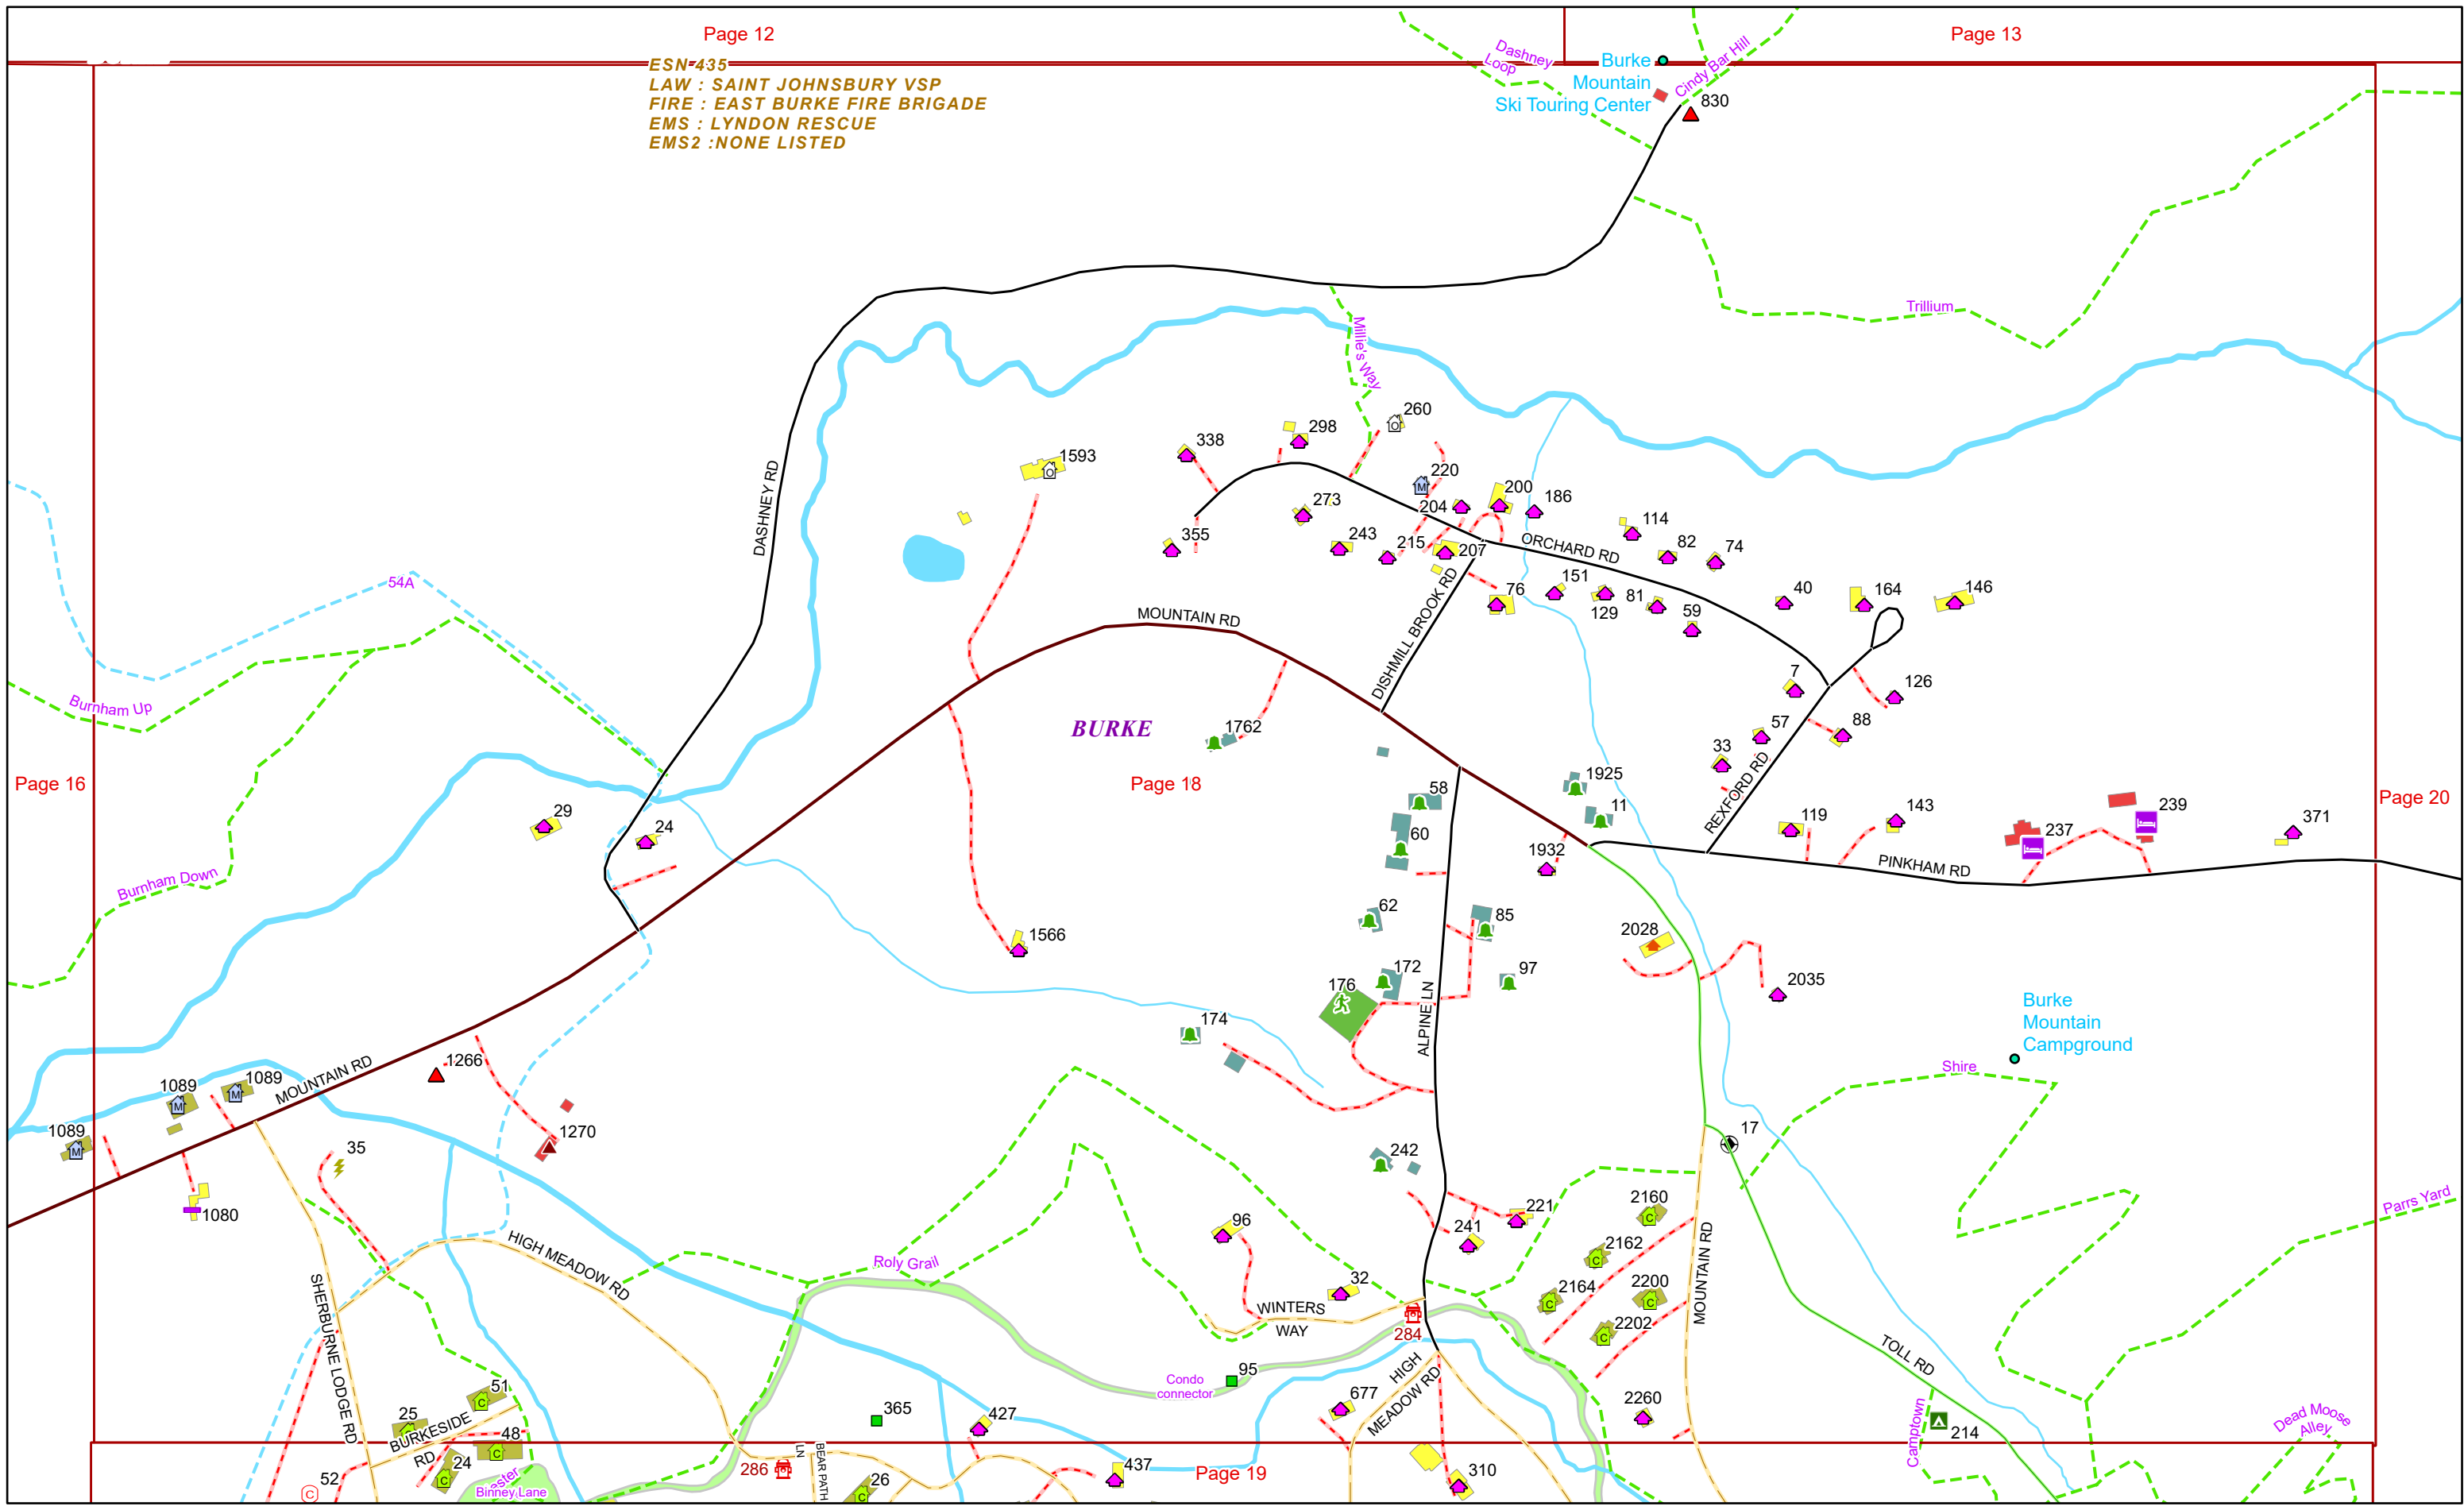 Page 12
Page 13
ESN 435
LAW : SAINT JOHNSBURY VSP
FIRE : EAST BURKE FIRE BRIGADE
EMS : LYNDON RESCUE
EMS2 :NONE LISTED
Dashney
Loop
Burke
Mountain
Ski Touring Center
Cindy Bar Hill
830
Trillium
Millie's Way
260
298
338
1593
220
200
186
204
273
114
355
243
215
207
ORCHARD RD
82
74
DASHNEY RD
54A
76
151
129
81
59
40
164
146
MOUNTAIN RD
DISHMILL BROOK RD
7
126
Burnham Up
BURKE
1762
57
88
33
REXFORD RD
Page 16
Page 18
Page 20
58
1925
11
29
24
60
119
143
237
239
371
1932
PINKHAM RD
Burnham Down
62
85
1566
2028
172
97
176
2035
ALPINE LN
174
Burke
Mountain
Campground
Shire
1266
MOUNTAIN RD
1089
1089
1089
1270
35
17
242
1080
2160
Parrs Yard
96
221
241
2162
MOUNTAIN RD
HIGH MEADOW RD
Roly Grail
32
2164
2200
SHERBURNE LODGE RD
WINTERS
WAY
284
2202
TOLL RD
95
Condo
connector
HIGH
MEADOW RD
51
25
365
427
677
2260
Camptown
214
Dead Moose
Alley
BURKESIDE
RD
48
24
52
286
LN
BEAR PATH
26
437
Page 19
310
Binney Lane
C
M
O